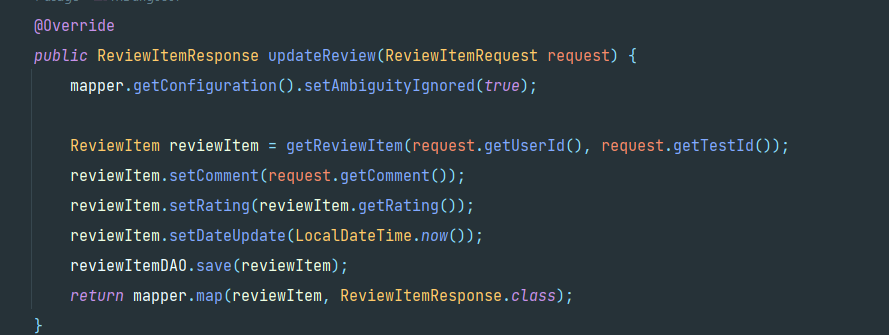 @Override
public ReviewItemResponse updateReview(ReviewItemRequest request) {
mapper.getConfiguration().setAmbiguityIgnored(true);
ReviewItem reviewItem = getReviewItem(request.getUserId(), request.getTestId());
reviewItem.setComment(request.getComment());
reviewItem.setRating(reviewItem.getRating());
reviewItem.setDateUpdate(LocalDateTime.now());
reviewItemDAO.save(reviewItem);
return mapper.map(reviewItem, ReviewItemResponse.class);
}